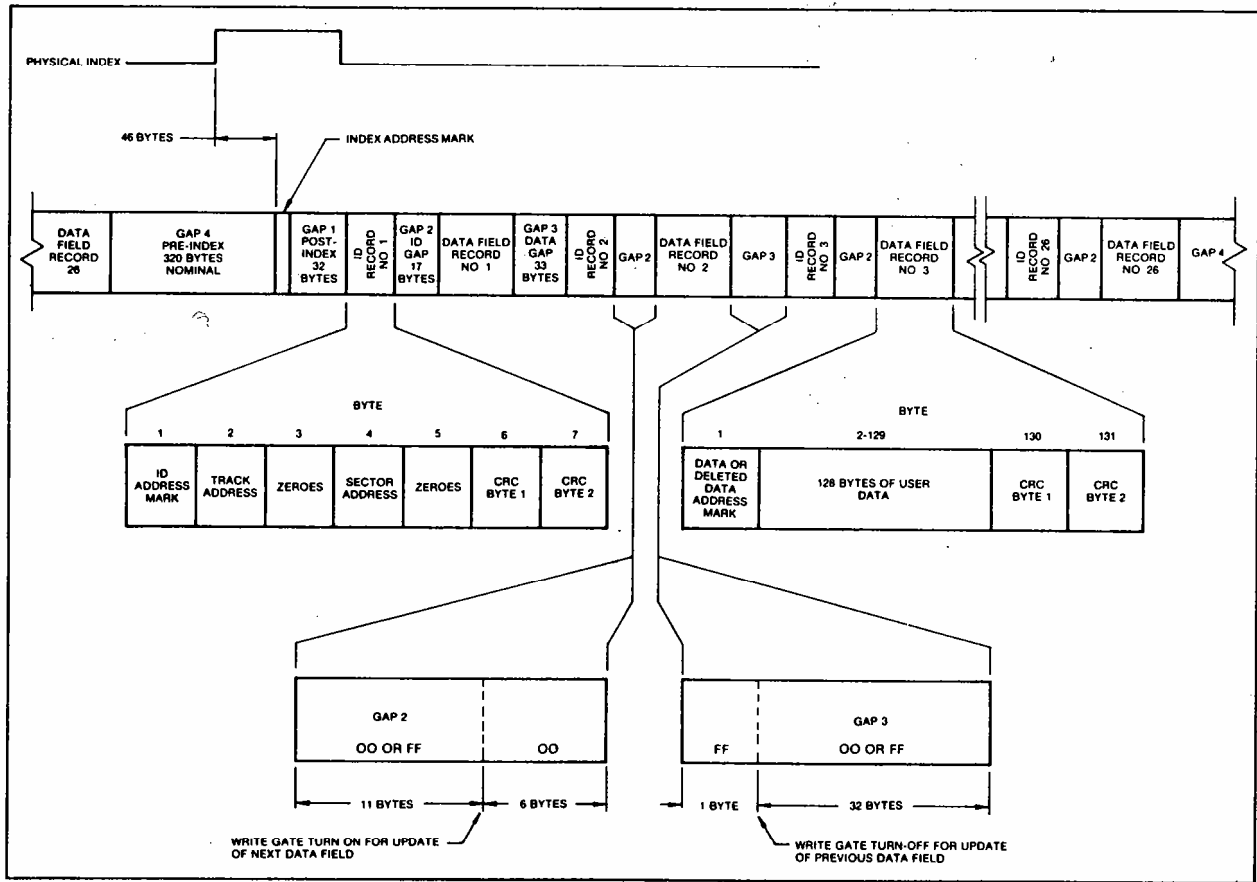 PHYSICAL INDEX
46 BYTES
INDEX ADDRESS MARK
DATA
FIELD
RECORD
26
GAP 4
PRE-INDEX
320 BYTES
NOMINAL
GAP 1
POST-
INDEX
32
BYTES
ID
RECORD
NO 1
GAP 2
ID
GAP
17
BYTES
DATA FIELD
RECORD
NO 1
GAP 3
DATA
GAP
33
BYTES
ID
RECORD
NO 2
GAP 2
DATA FIELD
RECORD
NO 2
GAP 3
ID
RECORD
NO 3
GAP 2
DATA FIELD
RECORD
NO 3
ID
RECORD
NO 26
GAP 2
DATA FIELD
RECORD
NO 26
GAP 4
BYTE
1 2 3 4 5 6 7
ID
ADDRESS
MARK
TRACK
ADDRESS
ZEROES
SECTOR
ADDRESS
ZEROES
CRC
BYTE 1
CRC
BYTE 2
BYTE
1 2-129 130 131
DATA OR
DELETED
DATA
ADDRESS
MARK
128 BYTES OF USER
DATA
CRC
BYTE 1
CRC
BYTE 2
GAP 2
OO OR FF
OO
11 BYTES
6 BYTES
WRITE GATE TURN ON FOR UPDATE
OF NEXT DATA FIELD
GAP 3
FF
OO OR FF
1 BYTE
32 BYTES
WRITE GATE TURN-OFF FOR UPDATE
OF PREVIOUS DATA FIELD